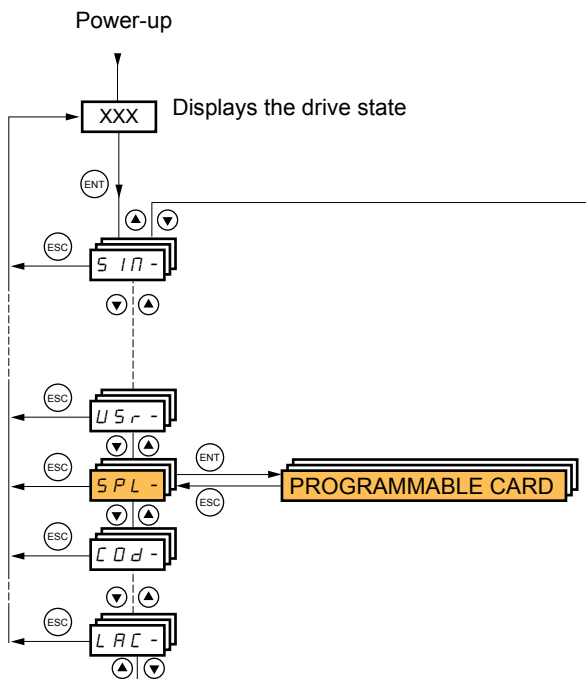 Power-up
XXX
Displays the drive state
ENT
ESC
SIM-
ESC
USr-
ESC
SPL-
ENT
ESC
PROGRAMMABLE CARD
ESC
COd-
ESC
LAC-